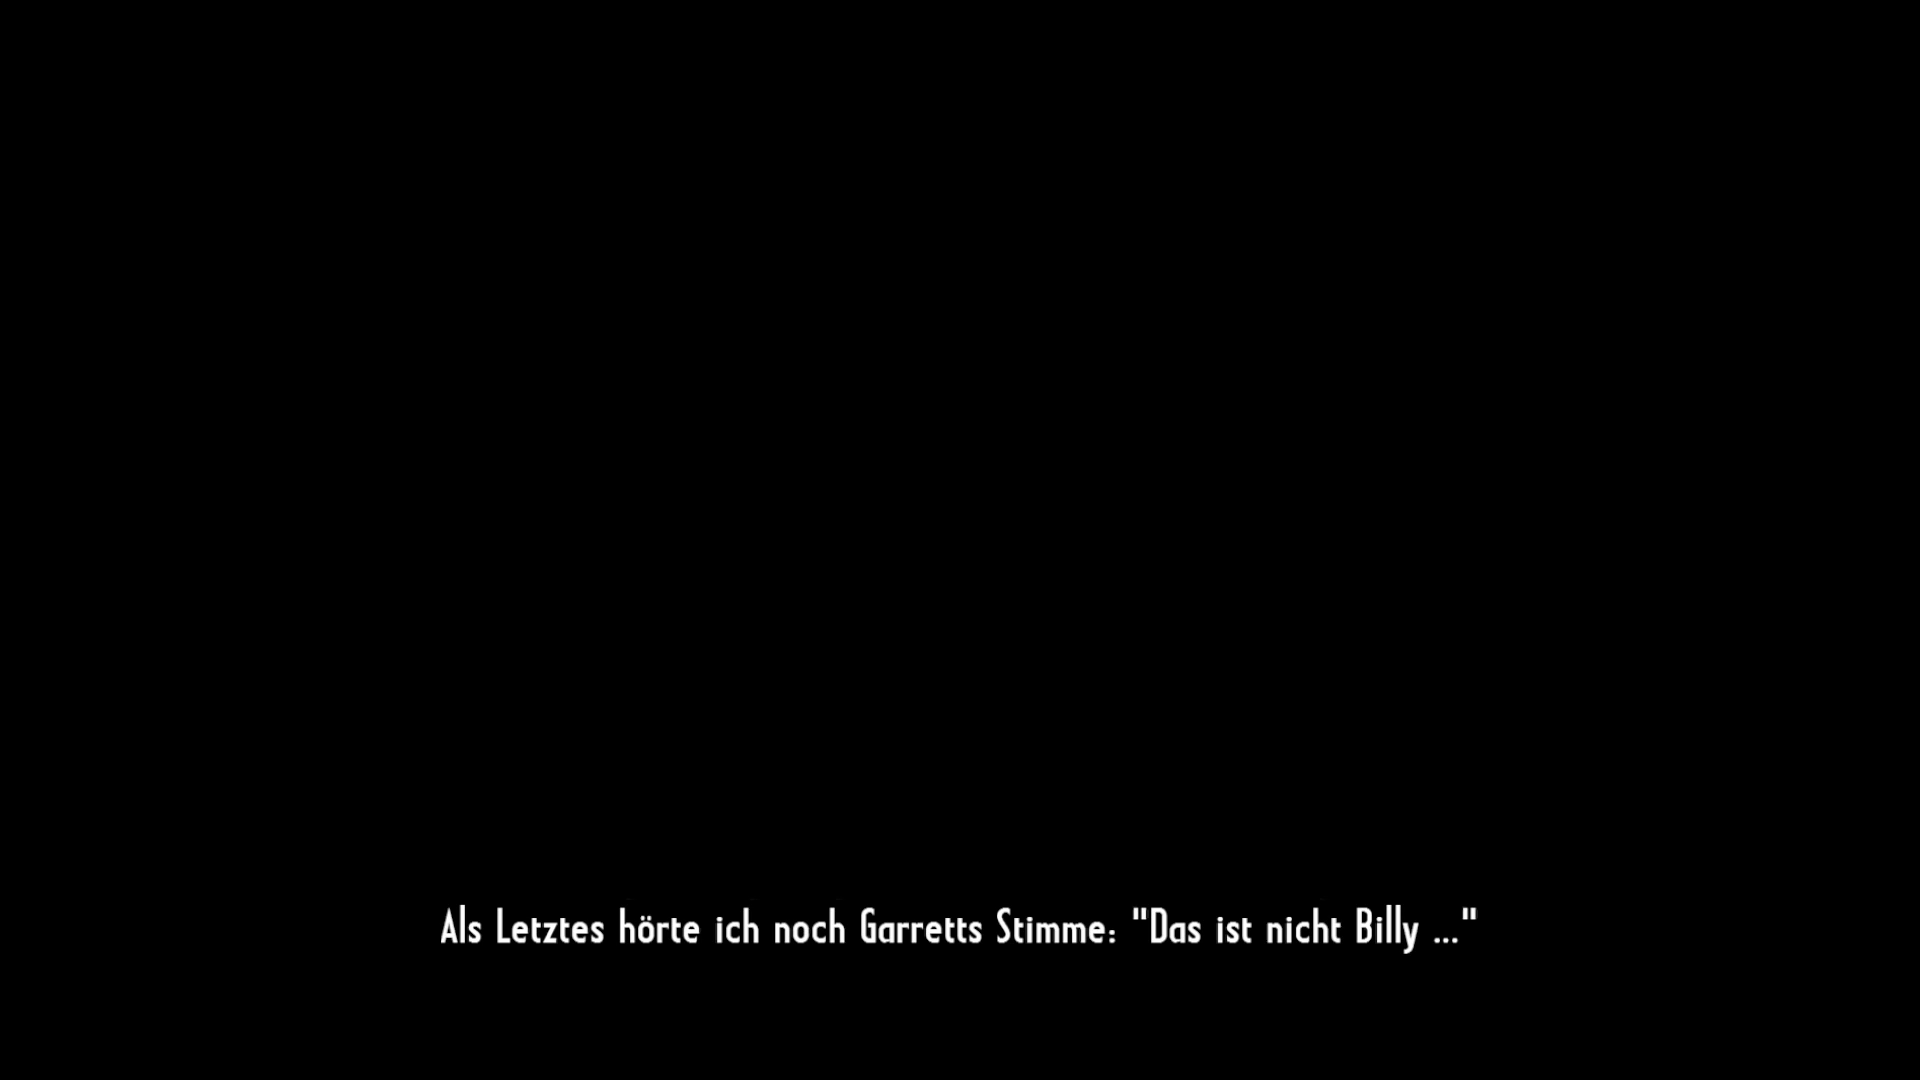 Als Letztes hörte ich noch Garretts Stimme: "Das ist nicht Billy ..."